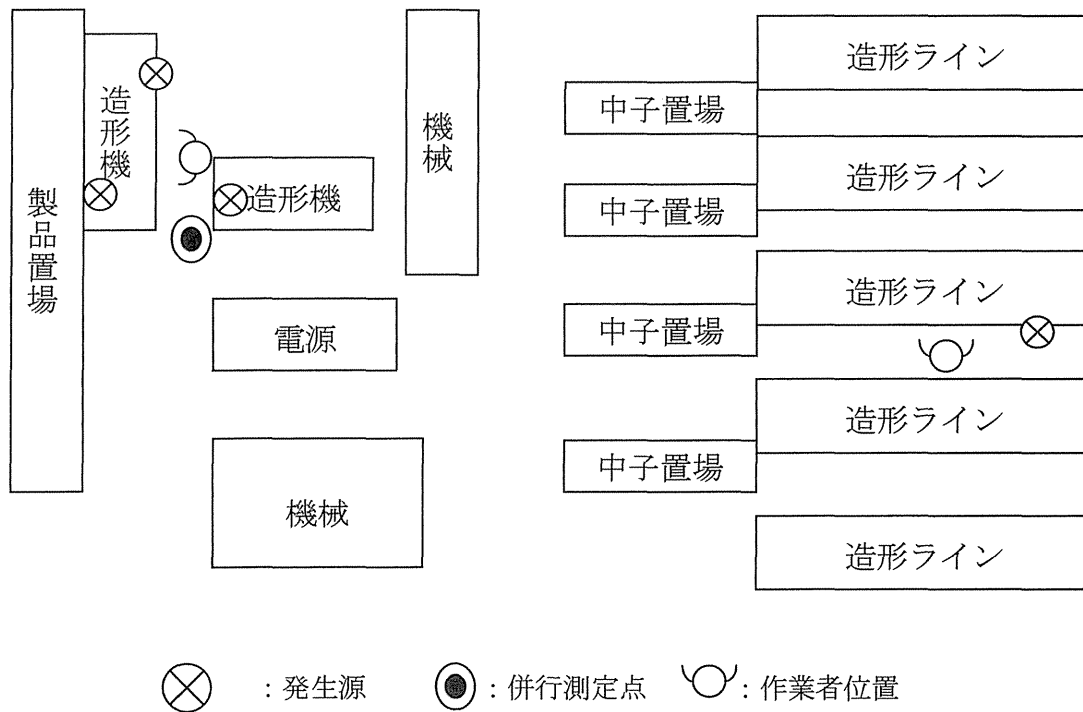 製品置場
造形機
造形機
機械
電源
機械
中子置場
中子置場
中子置場
中子置場
造形ライン
造形ライン
造形ライン
造形ライン
造形ライン
：発生源
：併行測定点
：作業者位置